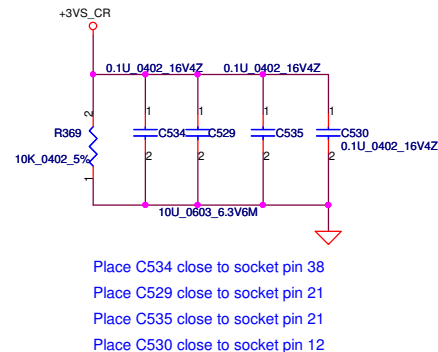 +3VS_CR
0.1U_0402_16V4Z 0.1U_0402_16V4Z
2 1 1 1 1
R369 C534 C529 C535 C530
10K_0402_5% 2 2 2 2 0.1U_0402_16V4Z
1
10U_0603_6.3V6M
Place C534 close to socket pin 38
Place C529 close to socket pin 21
Place C535 close to socket pin 21
Place C530 close to socket pin 12